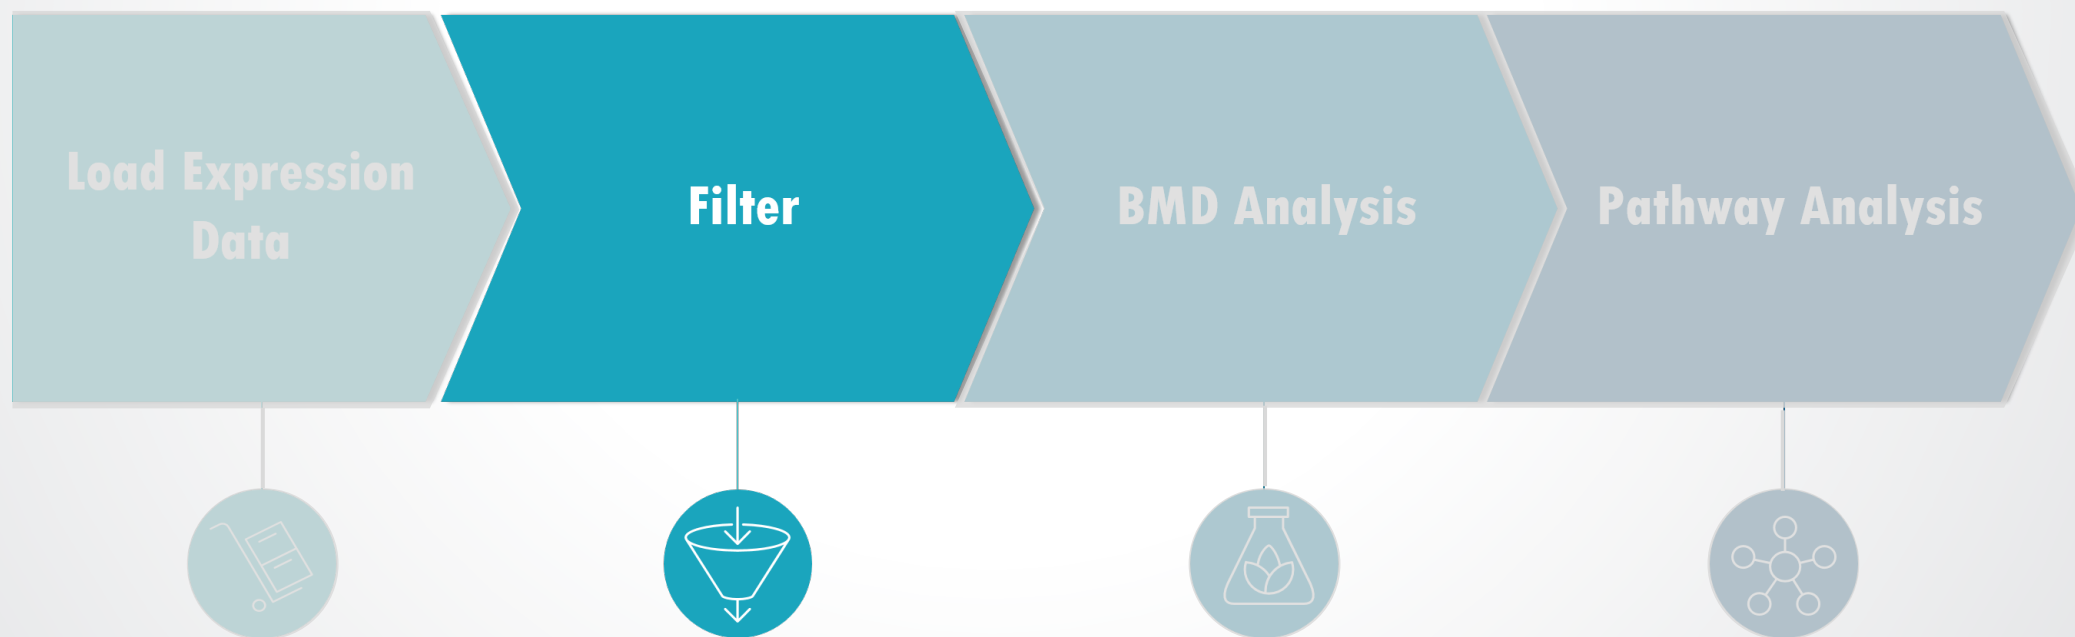 Load Expression
Data
Filter
BMD Analysis
Pathway Analysis